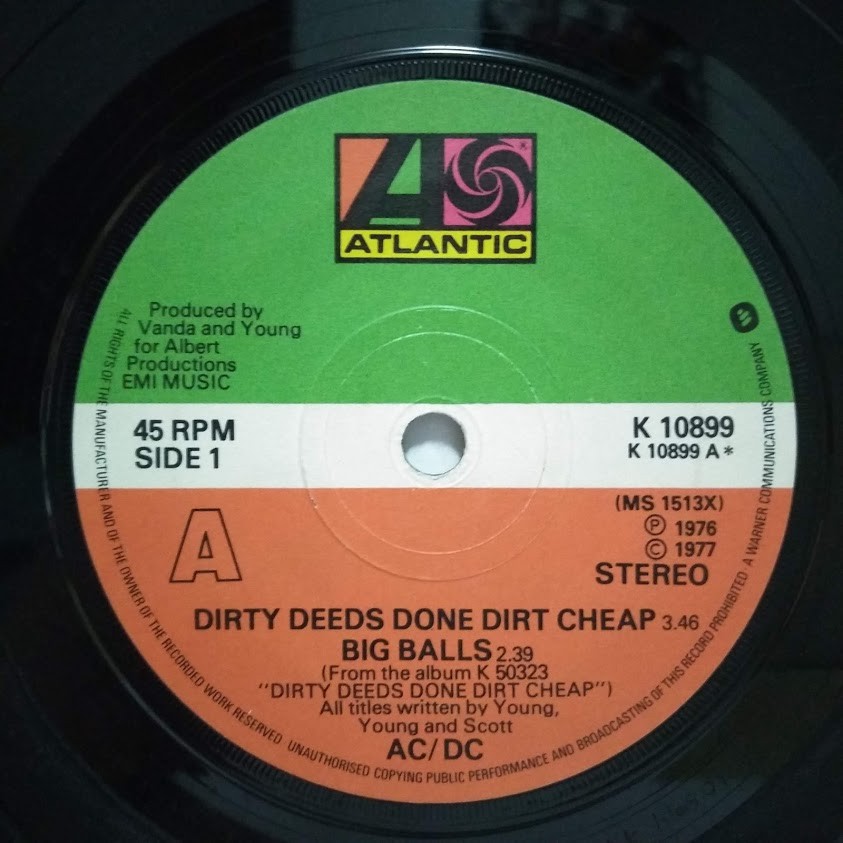 ATLANTIC
Produced by
Vanda and Young
for Albert
Productions
EMI MUSIC
45 RPM
SIDE 1
K 10899
K 10899 A*
(MS 1513X)
Ⓟ 1976
© 1977
STEREO
A
DIRTY DEEDS DONE DIRT CHEAP 3.46
BIG BALLS 2.39
(From the album K 50323
"DIRTY DEEDS DONE DIRT CHEAP")
All titles written by Young,
Young and Scott
AC/DC
ALL RIGHTS OF THE MANUFACTURER AND OF THE OWNER OF THE RECORDED WORK RESERVED UNAUTHORISED COPYING PUBLIC PERFORMANCE AND BROADCASTING OF THIS RECORD PROHIBITED · A WARNER COMMUNICATIONS COMPANY